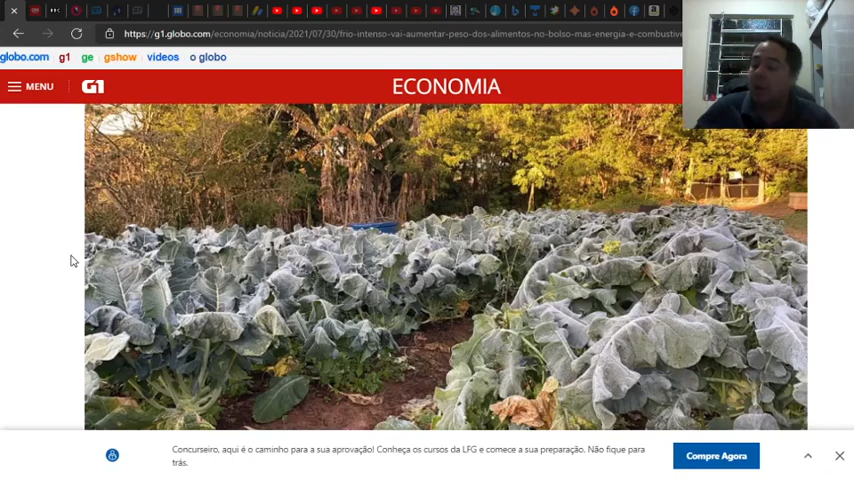 https://g1.globo.com/economia/noticia/2021/07/30/frio-intenso-vai-aumentar-peso-dos-alimentos-no-bolso-mas-energia-e-combustive
globo.com g1 ge gshow vídeos o globo
MENU G1 ECONOMIA
Concurseiro, aqui é o caminho para a sua aprovação! Conheça os cursos da LFG e comece a sua preparação. Não fique para
trás.
Compre Agora